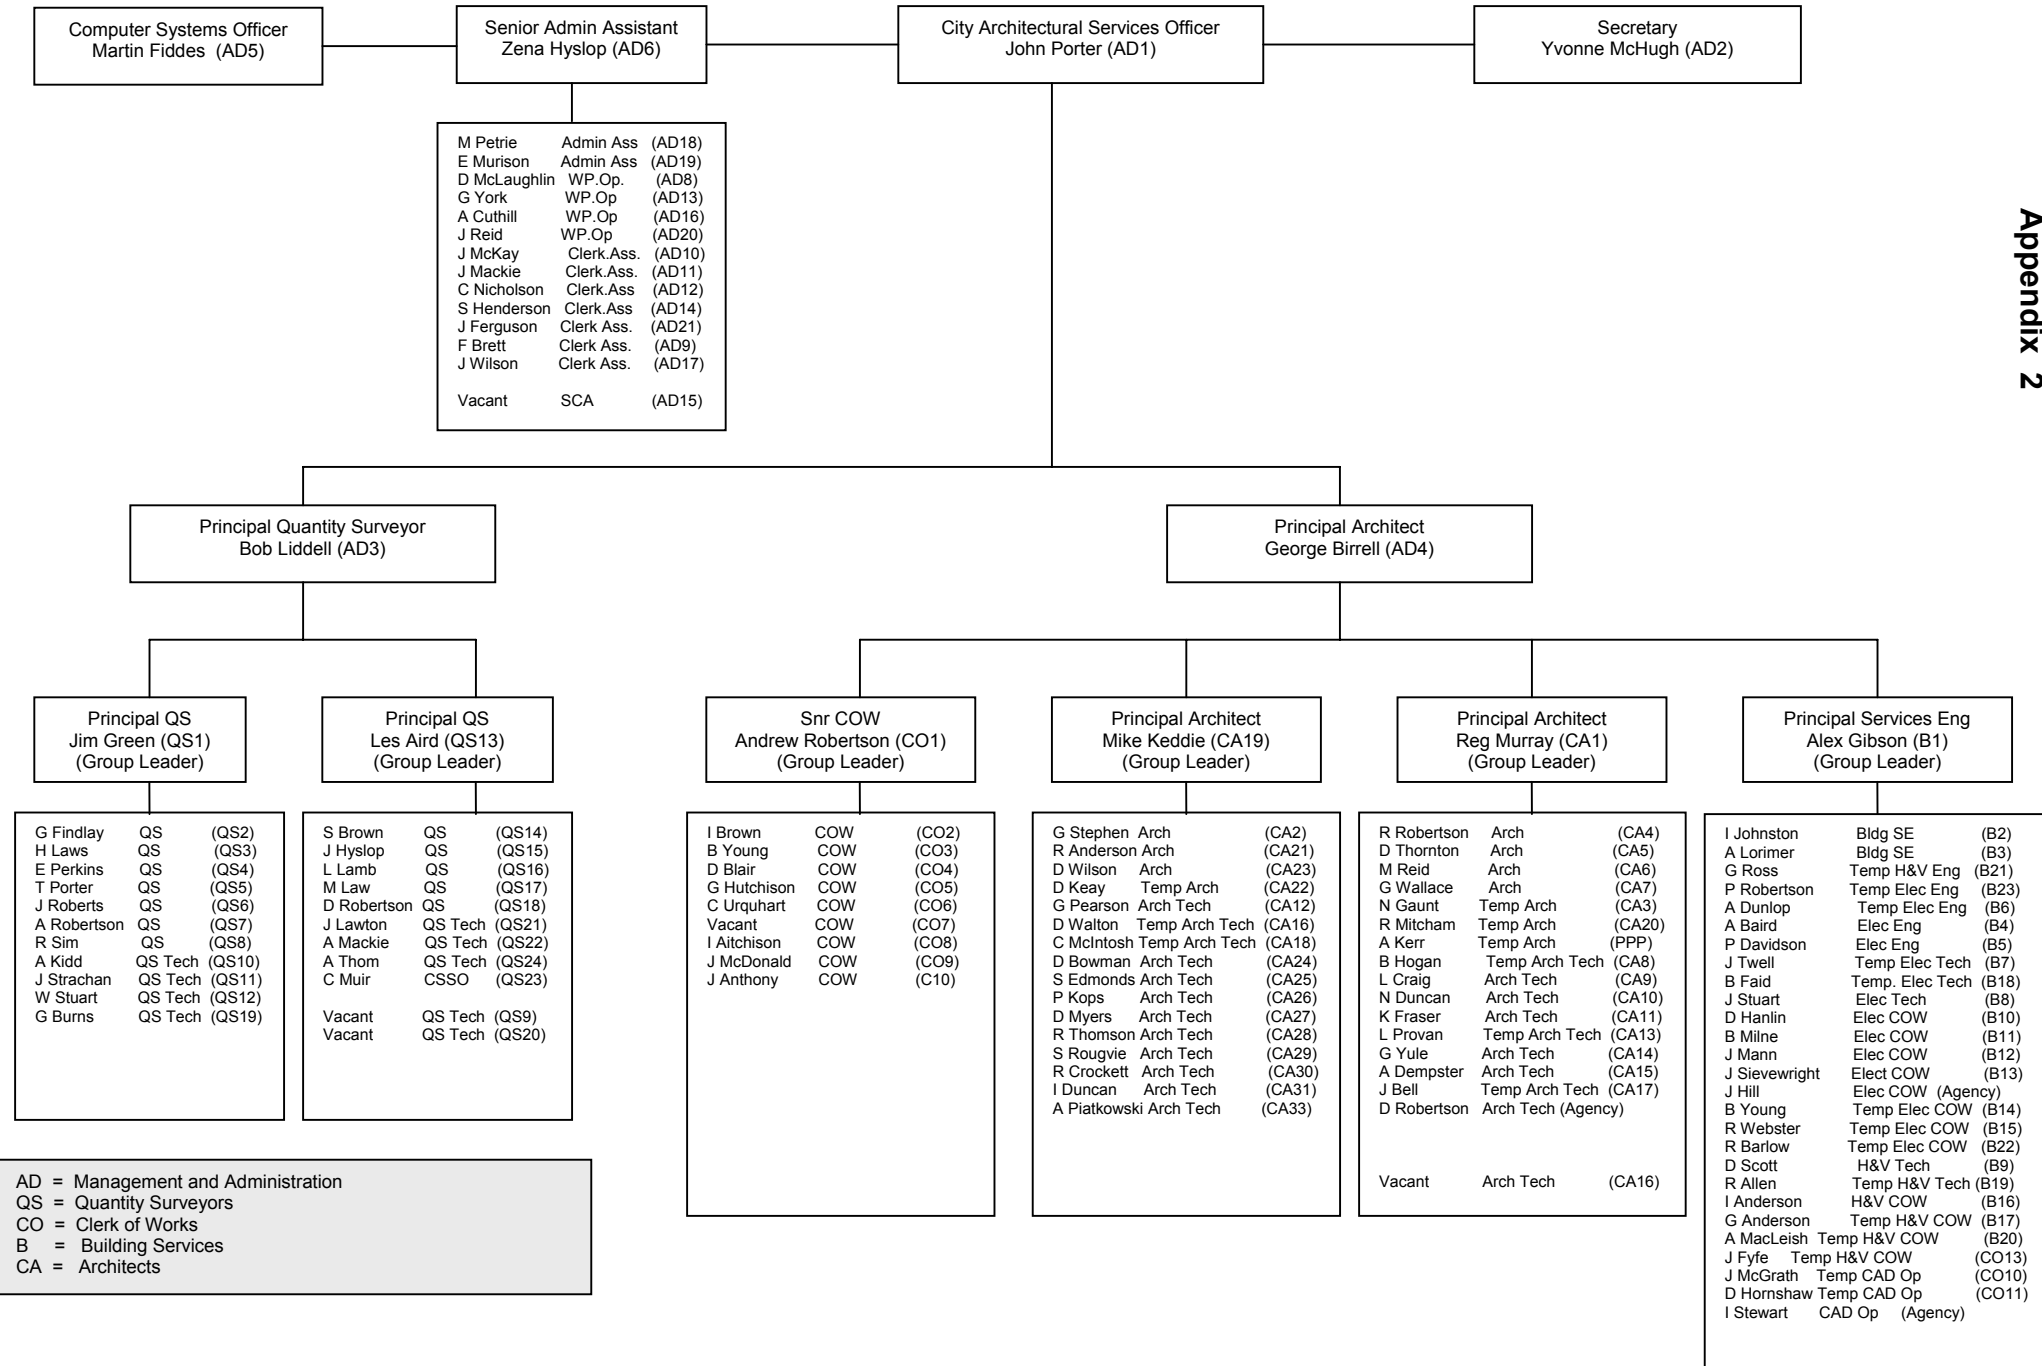 Computer Systems Officer
Martin Fiddes (AD5)
Senior Admin Assistant
Zena Hyslop (AD6)
City Architectural Services Officer
John Porter (AD1)
Secretary
Yvonne McHugh (AD2)
M Petrie Admin Ass (AD18)
E Murison Admin Ass (AD19)
D McLaughlin WP.Op. (AD8)
G York WP.Op (AD13)
A Cuthill WP.Op (AD16)
J Reid WP.Op (AD20)
J McKay Clerk.Ass. (AD10)
J Mackie Clerk.Ass. (AD11)
C Nicholson Clerk.Ass (AD12)
S Henderson Clerk.Ass (AD14)
J Ferguson Clerk Ass. (AD21)
F Brett Clerk Ass. (AD9)
J Wilson Clerk Ass. (AD17)
Vacant SCA (AD15)
Appendix 2
Principal Quantity Surveyor
Bob Liddell (AD3)
Principal Architect
George Birrell (AD4)
Principal QS
Jim Green (QS1)
(Group Leader)
Principal QS
Les Aird (QS13)
(Group Leader)
Snr COW
Andrew Robertson (CO1)
(Group Leader)
Principal Architect
Mike Keddie (CA19)
(Group Leader)
Principal Architect
Reg Murray (CA1)
(Group Leader)
Principal Services Eng
Alex Gibson (B1)
(Group Leader)
G Findlay QS (QS2)
H Laws QS (QS3)
E Perkins QS (QS4)
T Porter QS (QS5)
J Roberts QS (QS6)
A Robertson QS (QS7)
R Sim QS (QS8)
A Kidd QS Tech (QS10)
J Strachan QS Tech (QS11)
W Stuart QS Tech (QS12)
G Burns QS Tech (QS19)
S Brown QS (QS14)
J Hyslop QS (QS15)
L Lamb QS (QS16)
M Law QS (QS17)
D Robertson QS (QS18)
J Lawton QS Tech (QS21)
A Mackie QS Tech (QS22)
A Thom QS Tech (QS24)
C Muir CSSO (QS23)
Vacant QS Tech (QS9)
Vacant QS Tech (QS20)
I Brown COW (CO2)
B Young COW (CO3)
D Blair COW (CO4)
G Hutchison COW (CO5)
C Urquhart COW (CO6)
Vacant COW (CO7)
I Aitchison COW (CO8)
J McDonald COW (CO9)
J Anthony COW (C10)
G Stephen Arch (CA2)
R Anderson Arch (CA21)
D Wilson Arch (CA23)
D Keay Temp Arch (CA22)
G Pearson Arch Tech (CA12)
D Walton Temp Arch Tech (CA16)
C McIntosh Temp Arch Tech (CA18)
D Bowman Arch Tech (CA24)
S Edmonds Arch Tech (CA25)
P Kops Arch Tech (CA26)
D Myers Arch Tech (CA27)
R Thomson Arch Tech (CA28)
S Rougvie Arch Tech (CA29)
R Crockett Arch Tech (CA30)
I Duncan Arch Tech (CA31)
A Piatkowski Arch Tech (CA33)
R Robertson Arch (CA4)
D Thornton Arch (CA5)
M Reid Arch (CA6)
G Wallace Arch (CA7)
N Gaunt Temp Arch (CA3)
R Mitcham Temp Arch (CA20)
A Kerr Temp Arch (PPP)
B Hogan Temp Arch Tech (CA8)
L Craig Arch Tech (CA9)
N Duncan Arch Tech (CA10)
K Fraser Arch Tech (CA11)
L Provan Temp Arch Tech (CA13)
G Yule Arch Tech (CA14)
A Dempster Arch Tech (CA15)
J Bell Temp Arch Tech (CA17)
D Robertson Arch Tech (Agency)
Vacant Arch Tech (CA16)
I Johnston Bldg SE (B2)
A Lorimer Bldg SE (B3)
G Ross Temp H&V Eng (B21)
P Robertson Temp Elec Eng (B23)
A Dunlop Temp Elec Eng (B6)
A Baird Elec Eng (B4)
P Davidson Elec Eng (B5)
J Twell Temp Elec Tech (B7)
B Faid Temp. Elec Tech (B18)
J Stuart Elec Tech (B8)
D Hanlin Elec COW (B10)
B Milne Elec COW (B11)
J Mann Elec COW (B12)
J Sievewright Elect COW (B13)
J Hill Elec COW (Agency)
B Young Temp Elec COW (B14)
R Webster Temp Elec COW (B15)
R Barlow Temp Elec COW (B22)
D Scott H&V Tech (B9)
R Allen Temp H&V Tech (B19)
I Anderson H&V COW (B16)
G Anderson Temp H&V COW (B17)
A MacLeish Temp H&V COW (B20)
J Fyfe Temp H&V COW (CO13)
J McGrath Temp CAD Op (CO10)
D Hornshaw Temp CAD Op (CO11)
I Stewart CAD Op (Agency)
AD = Management and Administration
QS = Quantity Surveyors
CO = Clerk of Works
B = Building Services
CA = Architects